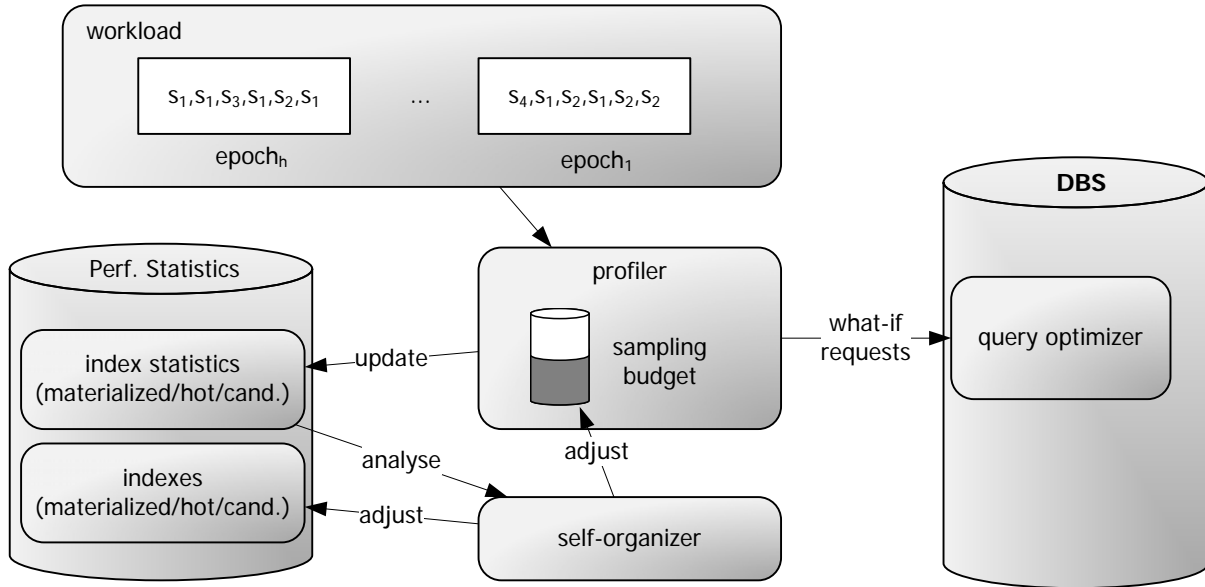 workload
s₁,s₁,s₃,s₁,s₂,s₁
...
s₄,s₁,s₂,s₁,s₂,s₂
epochₕ
epoch₁
DBS
Perf. Statistics
profiler
sampling
budget
what-if
requests
query optimizer
update
index statistics
(materialized/hot/cand.)
analyse
adjust
indexes
(materialized/hot/cand.)
adjust
self-organizer